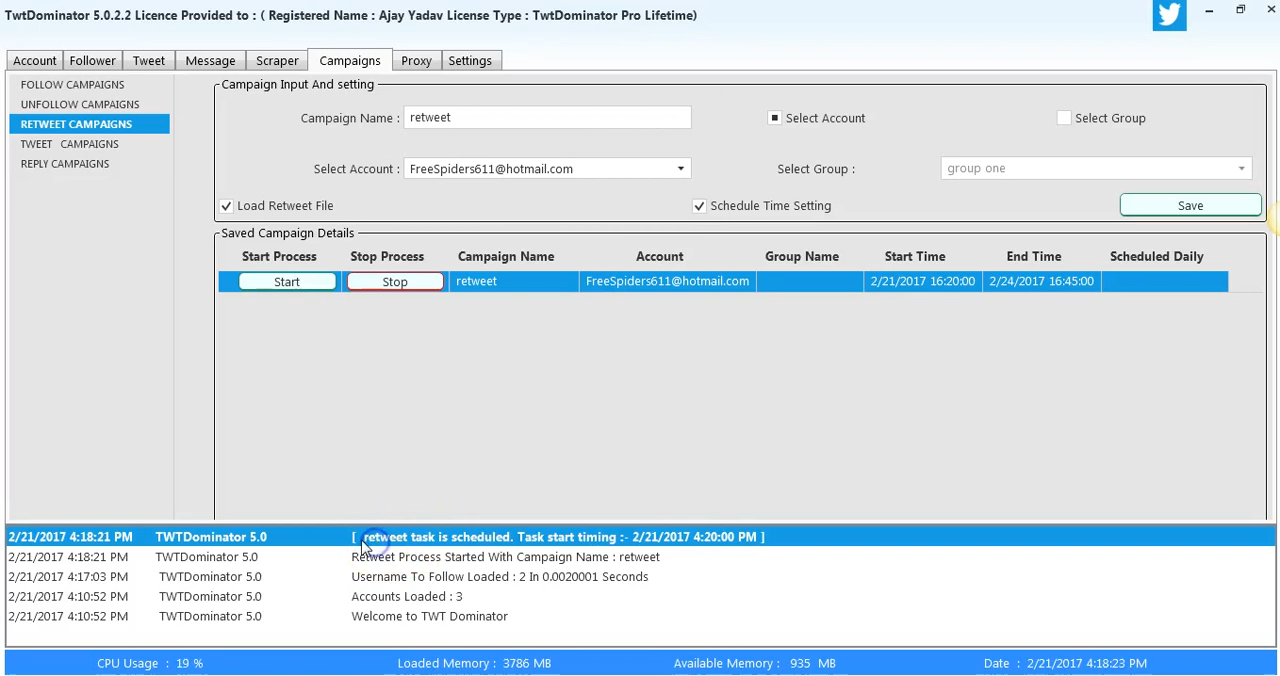 TwtDominator 5.0.2.2 Licence Provided to : ( Registered Name : Ajay Yadav License Type : TwtDominator Pro Lifetime)
Account Follower Tweet Message Scraper Campaigns Proxy Settings
FOLLOW CAMPAIGNS
UNFOLLOW CAMPAIGNS
RETWEET CAMPAIGNS
TWEET CAMPAIGNS
REPLY CAMPAIGNS
Campaign Input And setting
Campaign Name : retweet Select Account Select Group
Select Account : FreeSpiders611@hotmail.com Select Group : group one
Load Retweet File Schedule Time Setting Save
Saved Campaign Details
Start Process Stop Process Campaign Name Account Group Name Start Time End Time Scheduled Daily
Start Stop retweet FreeSpiders611@hotmail.com 2/21/2017 16:20:00 2/24/2017 16:45:00
2/21/2017 4:18:21 PM TWTDominator 5.0 [ retweet task is scheduled. Task start timing :- 2/21/2017 4:20:00 PM ]
2/21/2017 4:18:21 PM TWTDominator 5.0 Retweet Process Started With Campaign Name : retweet
2/21/2017 4:17:03 PM TWTDominator 5.0 Username To Follow Loaded : 2 In 0.0020001 Seconds
2/21/2017 4:10:52 PM TWTDominator 5.0 Accounts Loaded : 3
2/21/2017 4:10:52 PM TWTDominator 5.0 Welcome to TWT Dominator
CPU Usage : 19 % Loaded Memory : 3786 MB Available Memory : 935 MB Date : 2/21/2017 4:18:23 PM